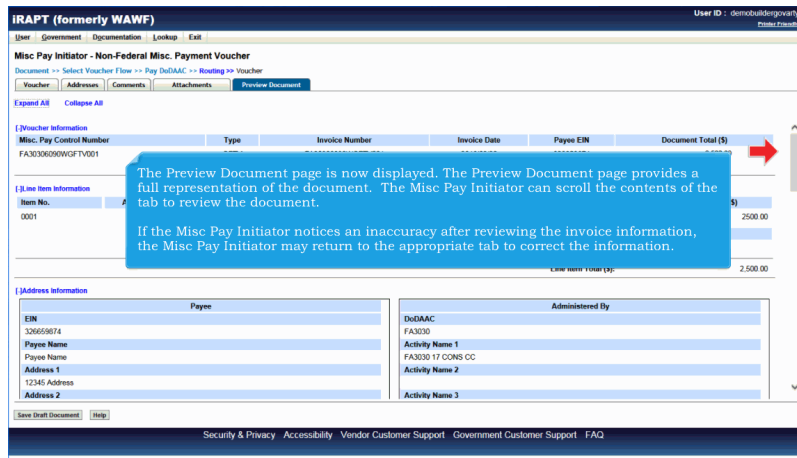 iRAPT (formerly WAWF)
User ID : demobuildergovarty
Printer Friendly
User Government Documentation Lookup Exit
Misc Pay Initiator - Non-Federal Misc. Payment Voucher
Document >> Select Voucher Flow >> Pay DoDAAC >> Routing >> Voucher
Voucher Addresses Comments Attachments Preview Document
Expand All Collapse All
[-]Voucher Information
Misc. Pay Control Number Type Invoice Number Invoice Date Payee EIN Document Total ($)
FA30306090WGFTV001
The Preview Document page is now displayed. The Preview Document page provides a
full representation of the document. The Misc Pay Initiator can scroll the contents of the
tab to review the document.
If the Misc Pay Initiator notices an inaccuracy after reviewing the invoice information,
the Misc Pay Initiator may return to the appropriate tab to correct the information.
[-]Line Item Information
Item No. $)
0001 2500.00
Line Item Total ($): 2,500.00
[-]Address Information
Payee Administered By
EIN DoDAAC
326659874 FA3030
Payee Name Activity Name 1
Payee Name FA3030 17 CONS CC
Address 1 Activity Name 2
12345 Address
Address 2 Activity Name 3
Save Draft Document Help
Security & Privacy Accessibility Vendor Customer Support Government Customer Support FAQ